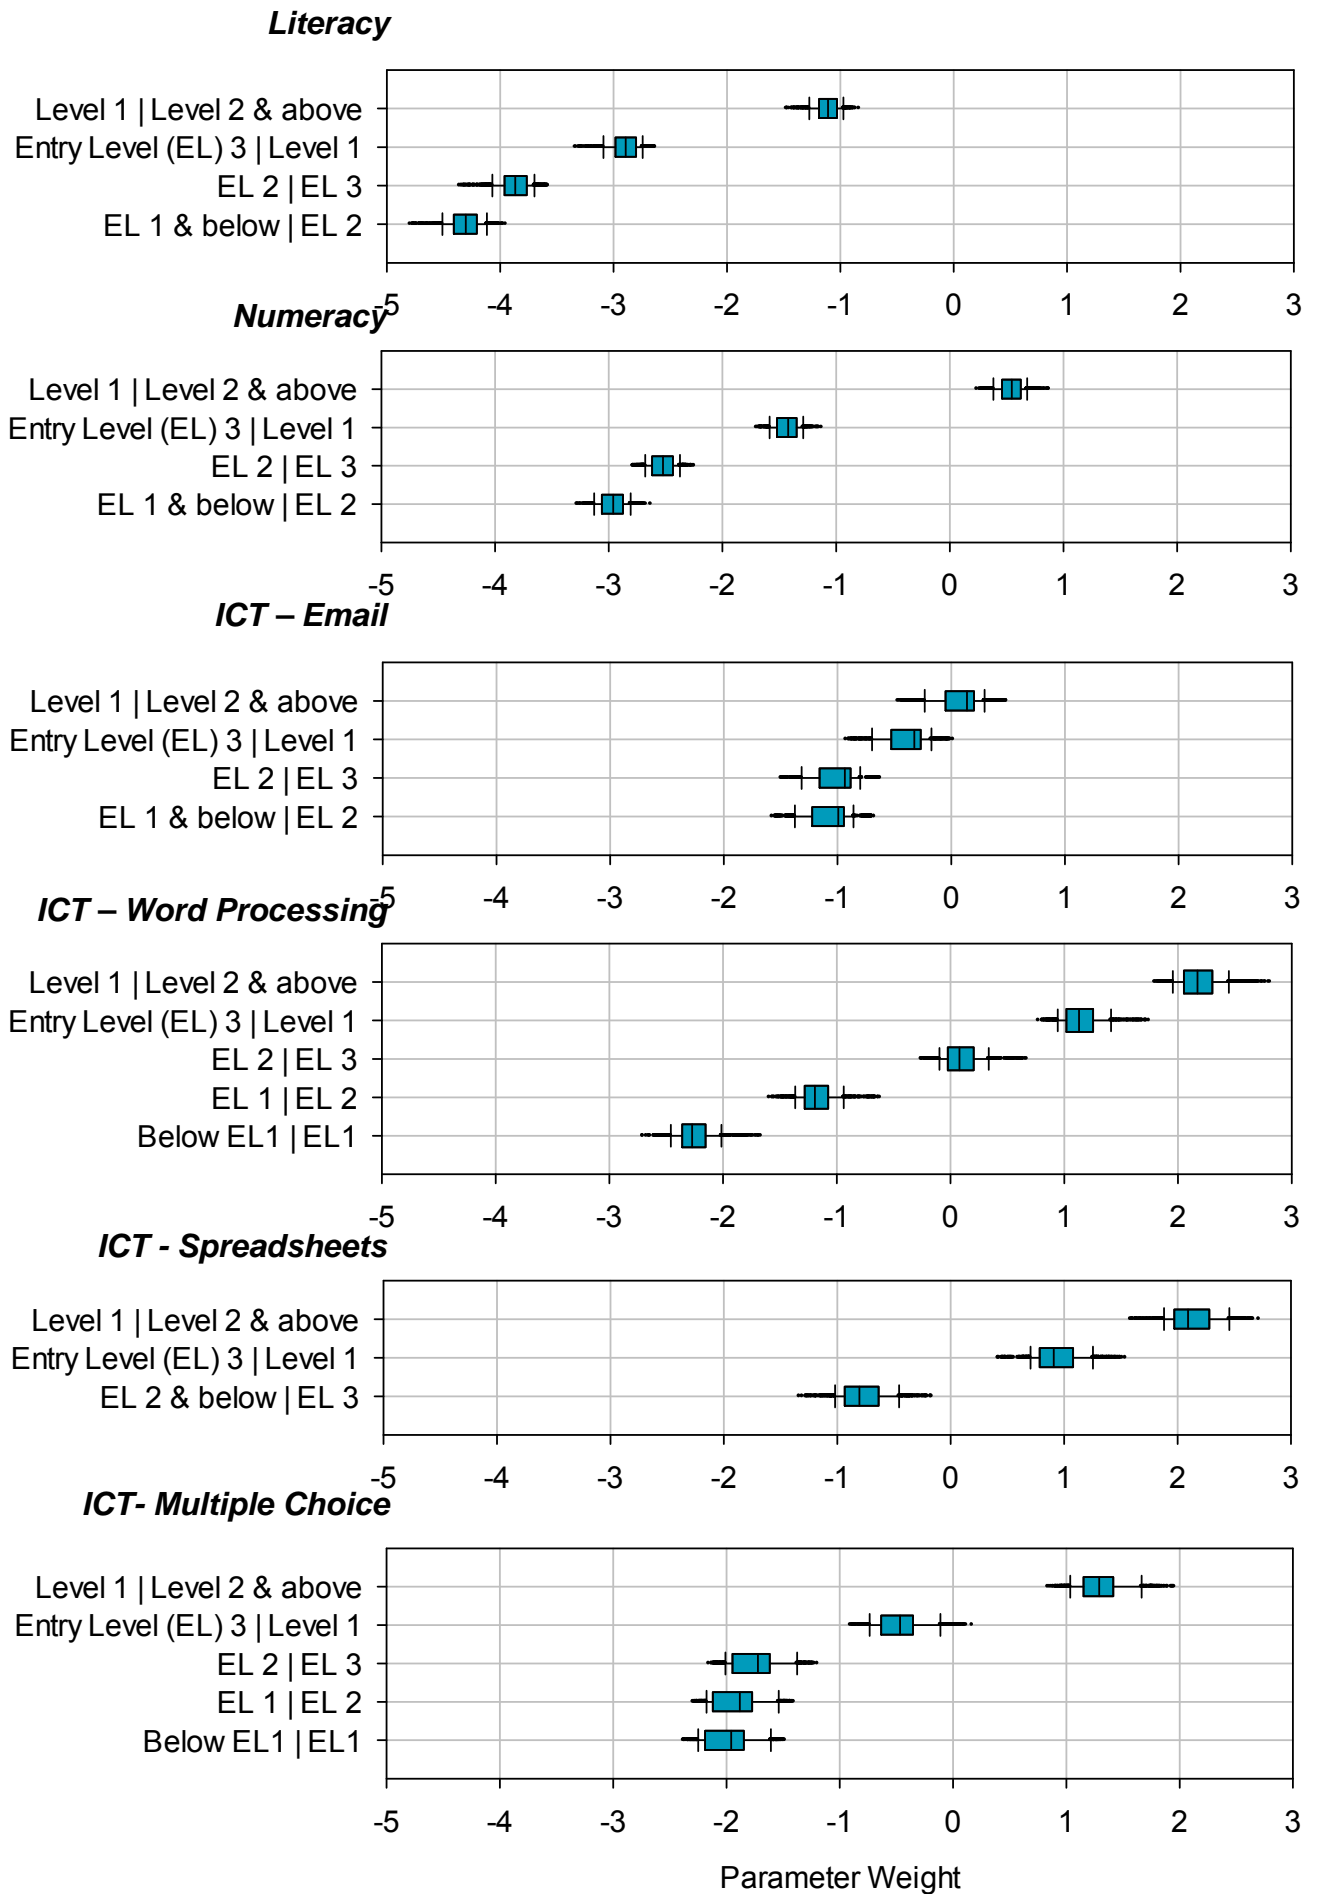 Literacy
Level 1 | Level 2 & above
Entry Level (EL) 3 | Level 1
EL 2 | EL 3
EL 1 & below | EL 2
-5 -4 -3 -2 -1 0 1 2 3
Numeracy
Level 1 | Level 2 & above
Entry Level (EL) 3 | Level 1
EL 2 | EL 3
EL 1 & below | EL 2
-5 -4 -3 -2 -1 0 1 2 3
ICT – Email
Level 1 | Level 2 & above
Entry Level (EL) 3 | Level 1
EL 2 | EL 3
EL 1 & below | EL 2
-5 -4 -3 -2 -1 0 1 2 3
ICT – Word Processing
Level 1 | Level 2 & above
Entry Level (EL) 3 | Level 1
EL 2 | EL 3
EL 1 | EL 2
Below EL1 | EL1
-5 -4 -3 -2 -1 0 1 2 3
ICT - Spreadsheets
Level 1 | Level 2 & above
Entry Level (EL) 3 | Level 1
EL 2 & below | EL 3
-5 -4 -3 -2 -1 0 1 2 3
ICT- Multiple Choice
Level 1 | Level 2 & above
Entry Level (EL) 3 | Level 1
EL 2 | EL 3
EL 1 | EL 2
Below EL1 | EL1
-5 -4 -3 -2 -1 0 1 2 3
Parameter Weight